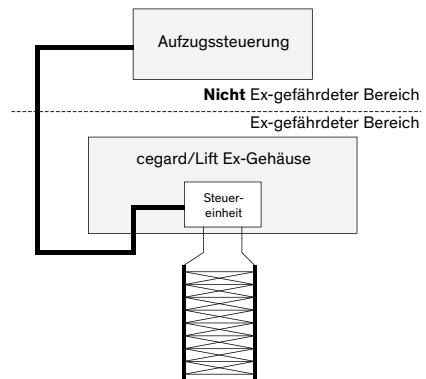 Aufzugssteuerung
Nicht Ex-gefährdeter Bereich
Ex-gefährdeter Bereich
cegard/Lift Ex-Gehäuse
Steuer-
einheit